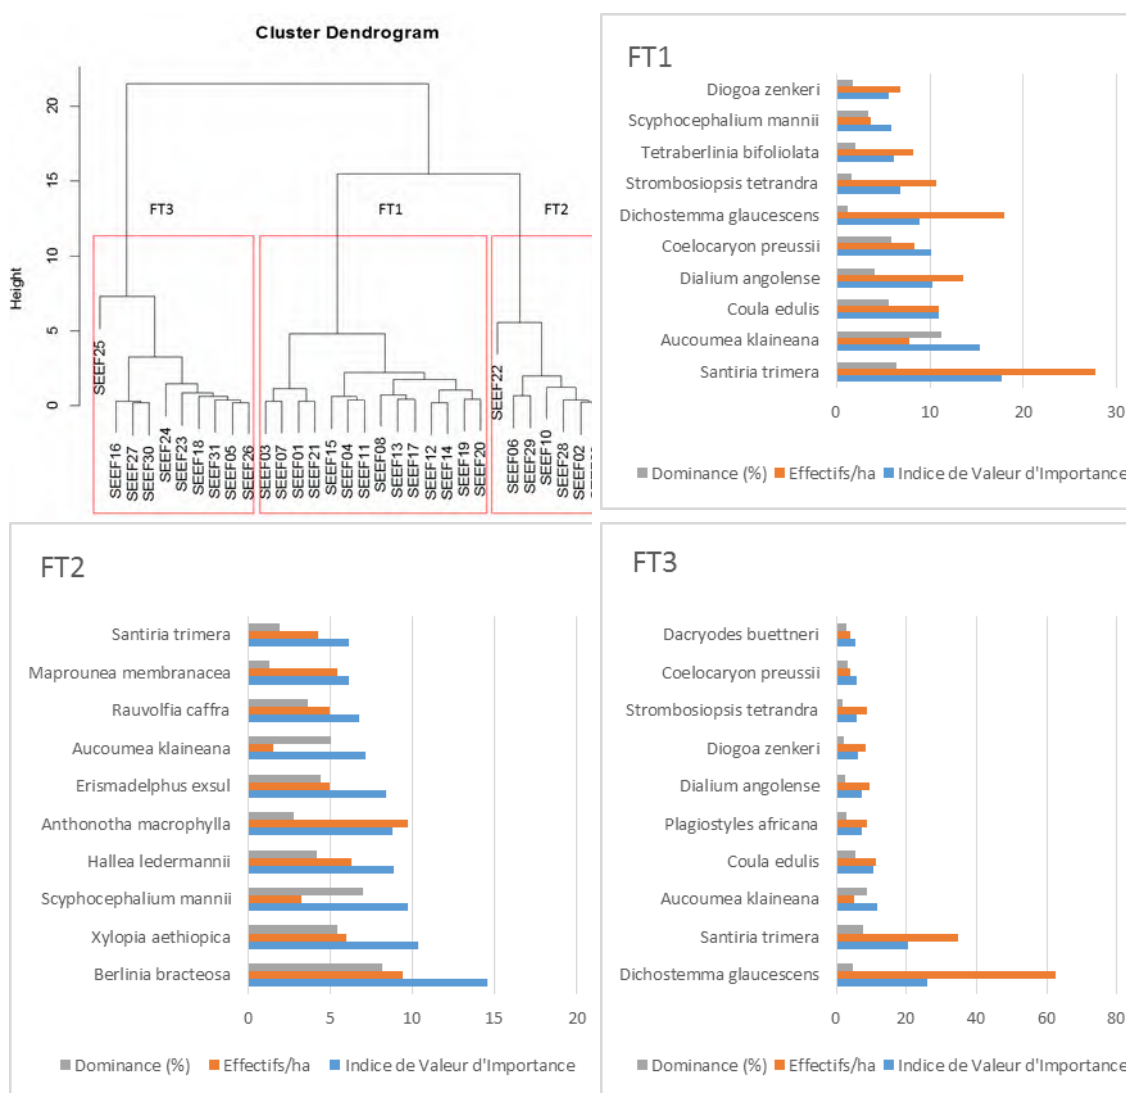 Cluster Dendrogram
Height
0
5
10
15
20
FT3
FT1
FT2
SEEF25
SEEF16
SEEF27
SEEF30
SEEF24
SEEF23
SEEF18
SEEF31
SEEF05
SEEF26
SEEF03
SEEF07
SEEF01
SEEF21
SEEF15
SEEF04
SEEF11
SEEF08
SEEF13
SEEF17
SEEF12
SEEF14
SEEF19
SEEF20
SEEF22
SEEF06
SEEF29
SEEF10
SEEF28
SEEF02
FT1
Diogoa zenkeri
Scyphocephalium mannii
Tetraberlinia bifoliolata
Strombosiopsis tetrandra
Dichostemma glaucescens
Coelocaryon preussii
Dialium angolense
Coula edulis
Aucoumea klaineana
Santiria trimera
0 10 20 30
Dominance (%) Effectifs/ha Indice de Valeur d'Importance
FT2
Santiria trimera
Maprounea membranacea
Rauvolfia caffra
Aucoumea klaineana
Erismadelphus exsul
Anthonotha macrophylla
Hallea ledermannii
Scyphocephalium mannii
Xylopia aethiopica
Berlinia bracteosa
0 5 10 15 20
Dominance (%) Effectifs/ha Indice de Valeur d'Importance
FT3
Dacryodes buettneri
Coelocaryon preussii
Strombosiopsis tetrandra
Diogoa zenkeri
Dialium angolense
Plagiostyles africana
Coula edulis
Aucoumea klaineana
Santiria trimera
Dichostemma glaucescens
0 20 40 60 80
Dominance (%) Effectifs/ha Indice de Valeur d'Importance